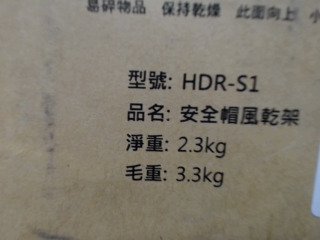 易碎物品 保持乾燥 此面向上 小
型號: HDR-S1
品名: 安全帽風乾架
淨重: 2.3kg
毛重: 3.3kg